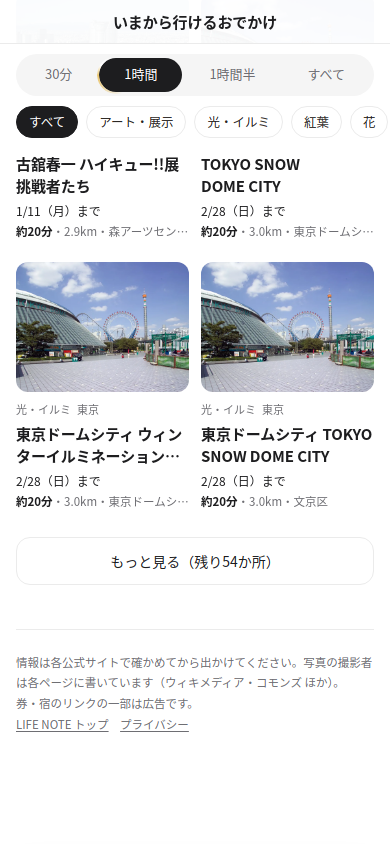 いまから行けるおでかけ
30分 1時間 1時間半 すべて
すべて アート・展示 光・イルミ 紅葉 花
古舘春一 ハイキュー!!展
挑戦者たち
1/11（月）まで
約20分・2.9km・森アーツセン…
TOKYO SNOW
DOME CITY
2/28（日）まで
約20分・3.0km・東京ドームシ…
光・イルミ 東京
東京ドームシティ ウィン
ターイルミネーション…
2/28（日）まで
約20分・3.0km・東京ドームシ…
光・イルミ 東京
東京ドームシティ TOKYO
SNOW DOME CITY
2/28（日）まで
約20分・3.0km・文京区
もっと見る（残り54か所）
情報は各公式サイトで確かめてから出かけてください。写真の撮影者
は各ページに書いています（ウィキメディア・コモンズ ほか）。
券・宿のリンクの一部は広告です。
LIFE NOTE トップ プライバシー